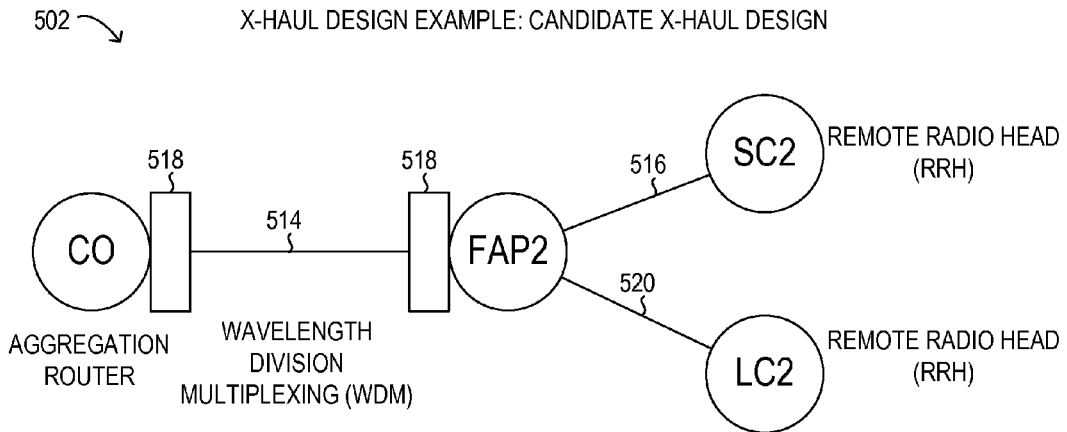 502
X-HAUL DESIGN EXAMPLE: CANDIDATE X-HAUL DESIGN
518
518
514
516
520
CO
FAP2
SC2
LC2
REMOTE RADIO HEAD
(RRH)
REMOTE RADIO HEAD
(RRH)
AGGREGATION
ROUTER
WAVELENGTH
DIVISION
MULTIPLEXING (WDM)